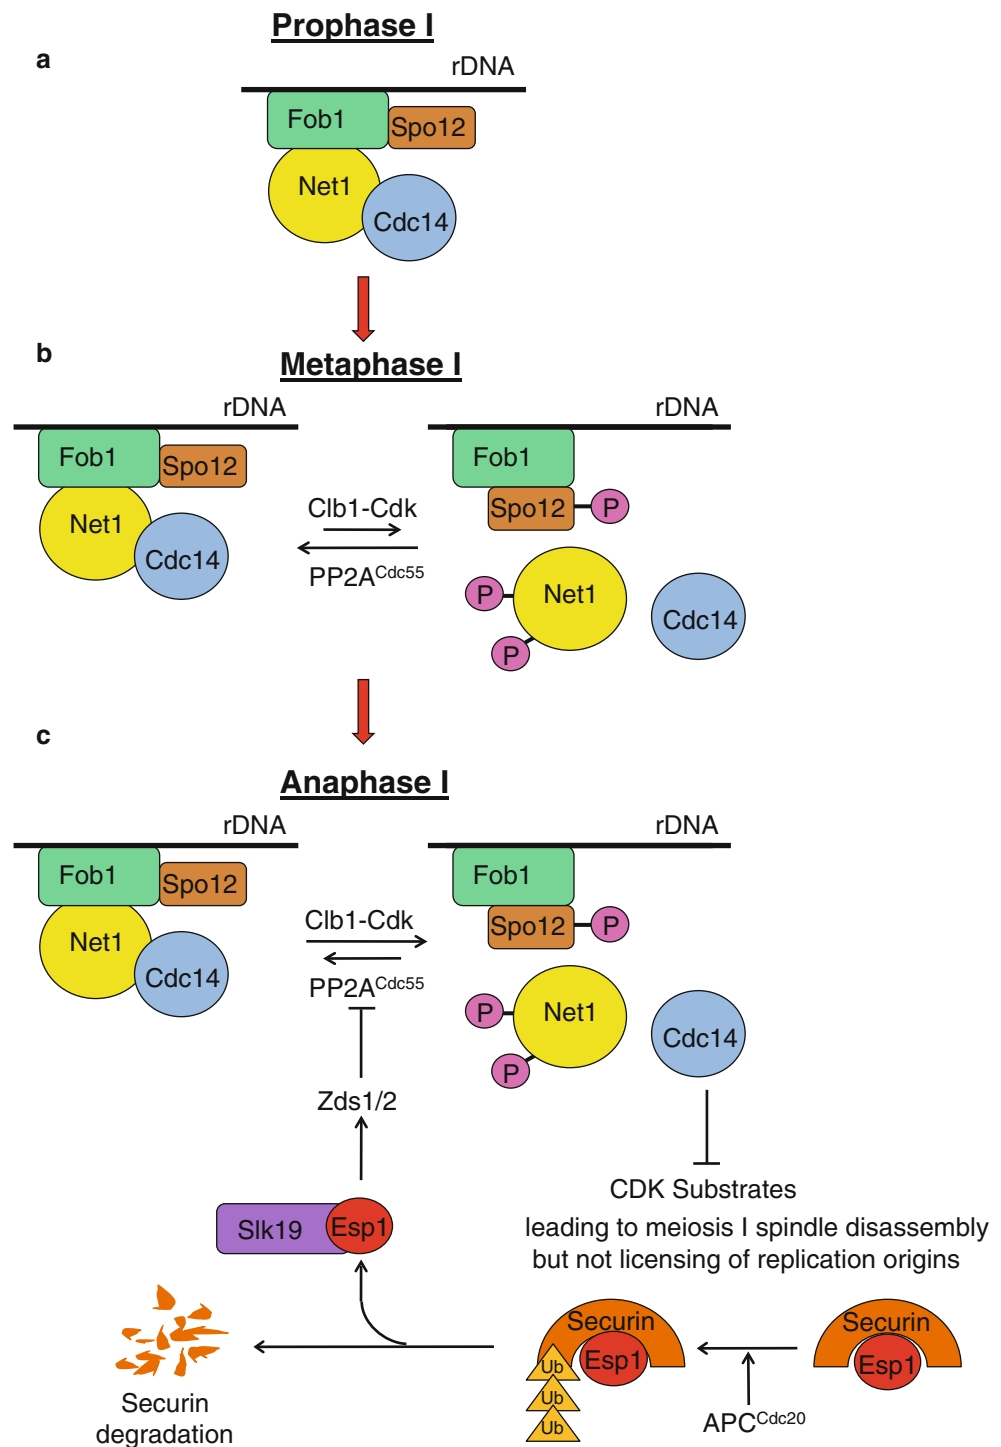 Prophase I
a
rDNA
Fob1
Spo12
Net1
Cdc14
b
Metaphase I
rDNA
rDNA
Fob1
Spo12
Net1
Cdc14
Clb1-Cdk
PP2ACdc55
Fob1
Spo12
P
P
Net1
P
Cdc14
c
Anaphase I
rDNA
rDNA
Fob1
Spo12
Net1
Cdc14
Clb1-Cdk
PP2ACdc55
Fob1
Spo12
P
P
Net1
P
Cdc14
Zds1/2
CDK Substrates
leading to meiosis I spindle disassembly
but not licensing of replication origins
Slk19
Esp1
Securin
Esp1
Ub
Ub
Ub
Securin
Esp1
APCCdc20
Securin
degradation